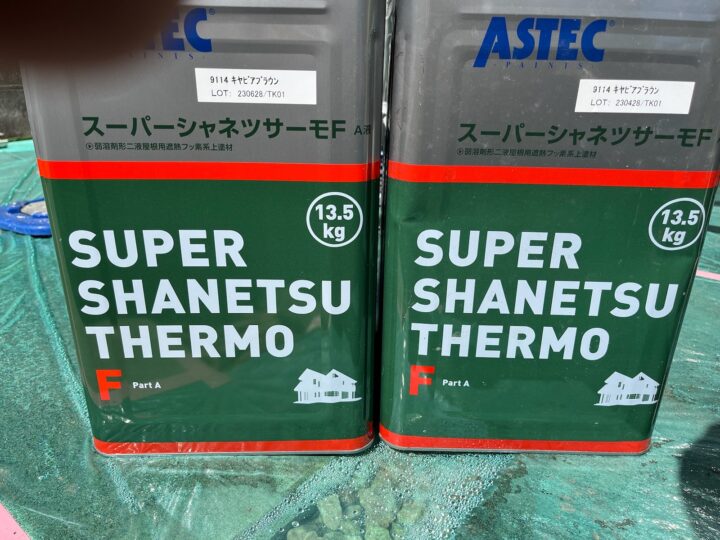 ASTEC
PAINTS
9114 キャビアブラウン
LOT: 230628/TK01
スーパーシャネツサーモF A液
弱溶剤形二液屋根用遮熱フッ素系上塗材
13.5
kg
SUPER
SHANETSU
THERMO
F Part A
ASTEC
PAINTS
9114 キャビアブラウン
LOT: 230428/TK01
スーパーシャネツサーモF
弱溶剤形二液屋根用遮熱フッ素系上塗材
13.5
kg
SUPER
SHANETSU
THERMO
F Part A